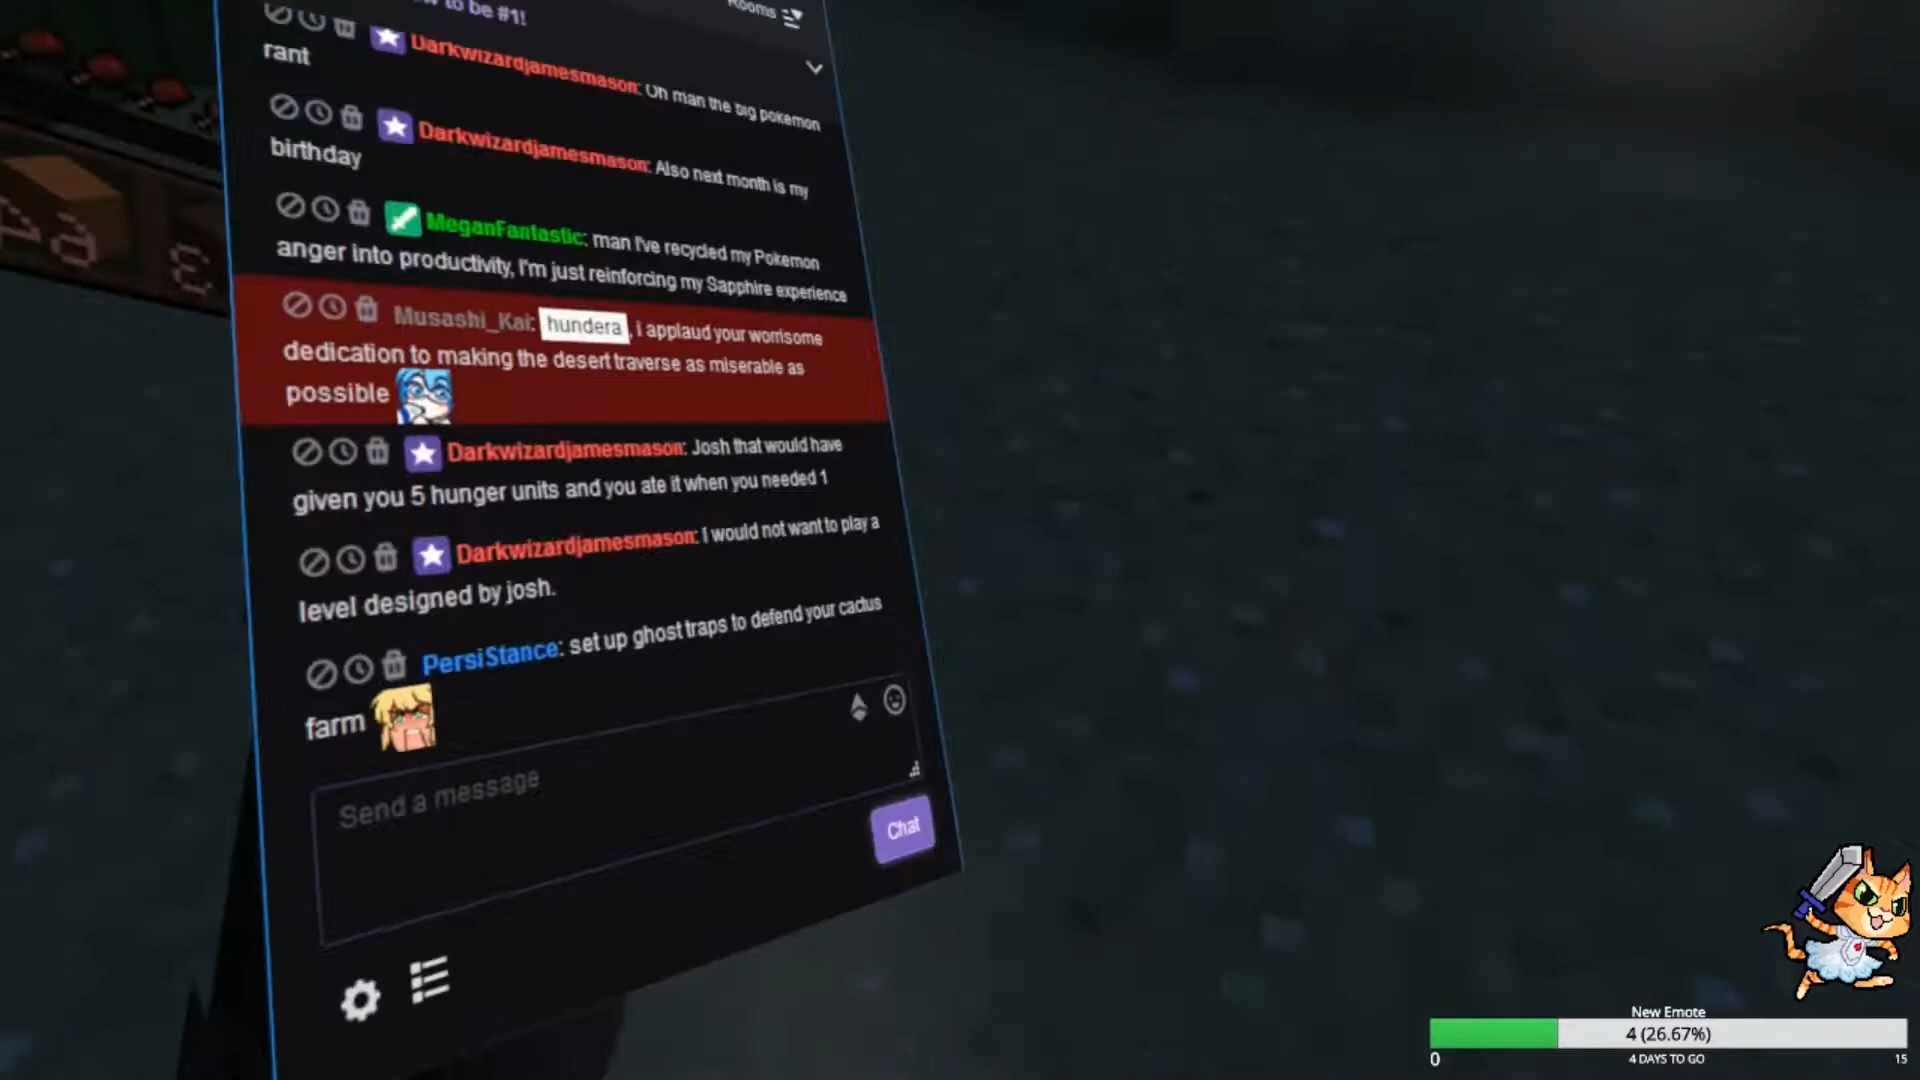 to be #1!
Rooms
Darkwizardjamesmason: Oh man the big pokemon
rant
Darkwizardjamesmason: Also next month is my
birthday
MeganFantastic: man I've recycled my Pokemon
anger into productivity, I'm just reinforcing my Sapphire experience
Musashi_Kai: hundera, i applaud your worrisome
dedication to making the desert traverse as miserable as
possible
Darkwizardjamesmason: Josh that would have
given you 5 hunger units and you ate it when you needed 1
Darkwizardjamesmason: I would not want to play a
level designed by josh.
PersiStance: set up ghost traps to defend your cactus
farm
Send a message
Chat
New Emote
4 (26.67%)
0
4 DAYS TO GO
15